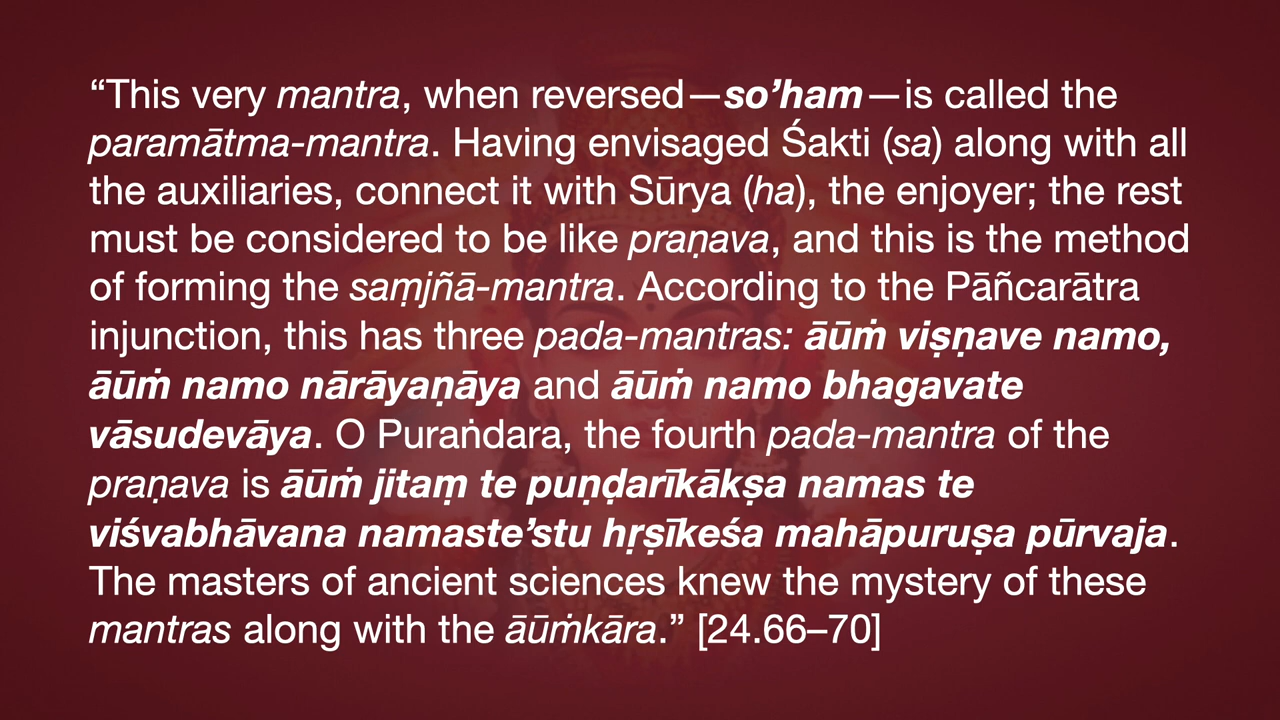 “This very mantra, when reversed—so’ham—is called the
paramātma-mantra. Having envisaged Śakti (sa) along with all
the auxiliaries, connect it with Sūrya (ha), the enjoyer; the rest
must be considered to be like praṇava, and this is the method
of forming the saṃjñā-mantra. According to the Pāñcarātra
injunction, this has three pada-mantras: āūṁ viṣṇave namo,
āūṁ namo nārāyaṇāya and āūṁ namo bhagavate
vāsudevāya. O Puraṅdara, the fourth pada-mantra of the
praṇava is āūṁ jitaṃ te puṇḍarīkākṣa namas te
viśvabhāvana namaste’stu hṛṣīkeśa mahāpuruṣa pūrvaja.
The masters of ancient sciences knew the mystery of these
mantras along with the āūṁkāra.” [24.66–70]